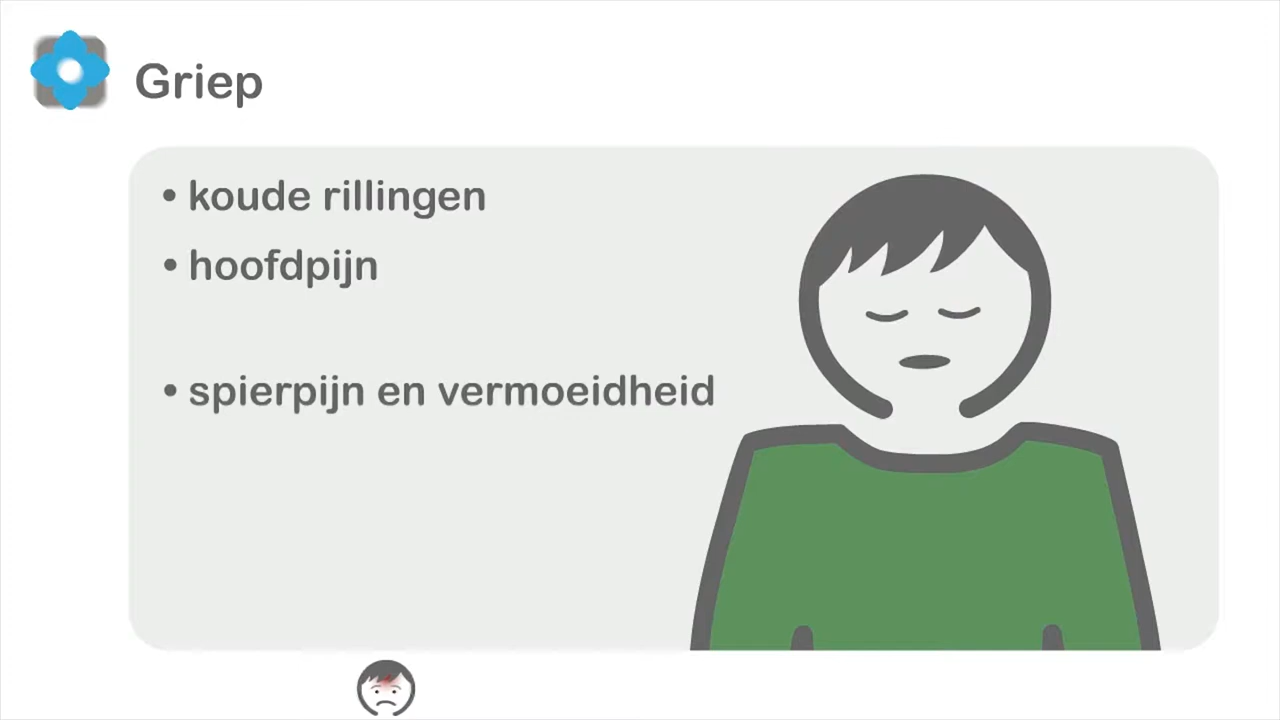 Griep
• koude rillingen
• hoofdpijn
• spierpijn en vermoeidheid